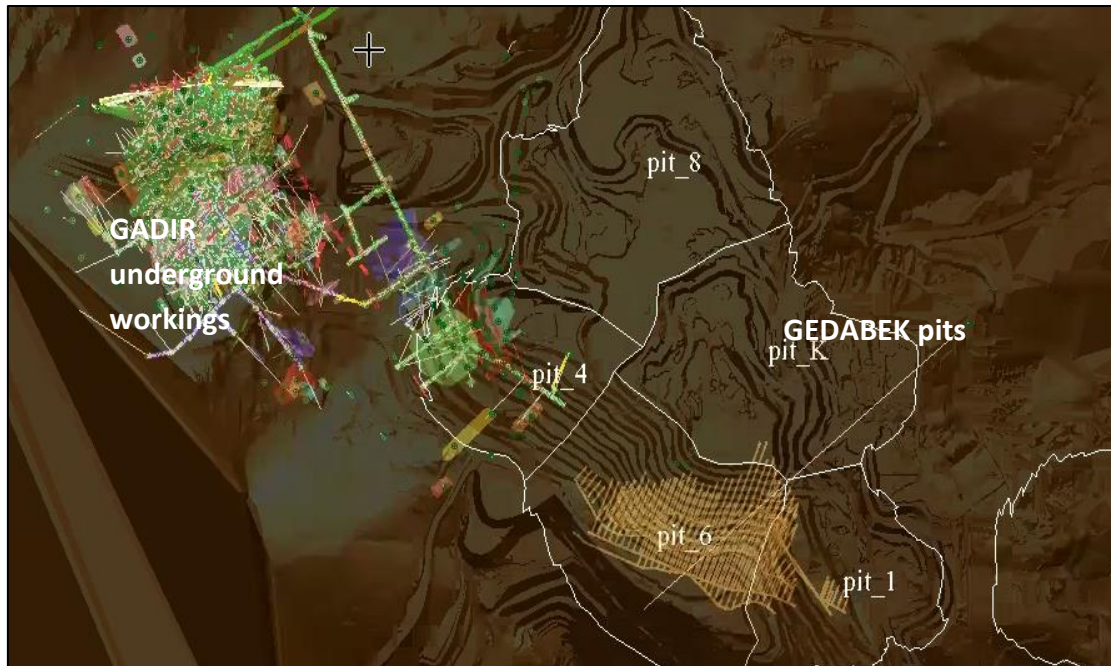 pit_8
GADIR
underground
workings
GEDABEK pits
pit_K
pit_4
pit_6
pit_1